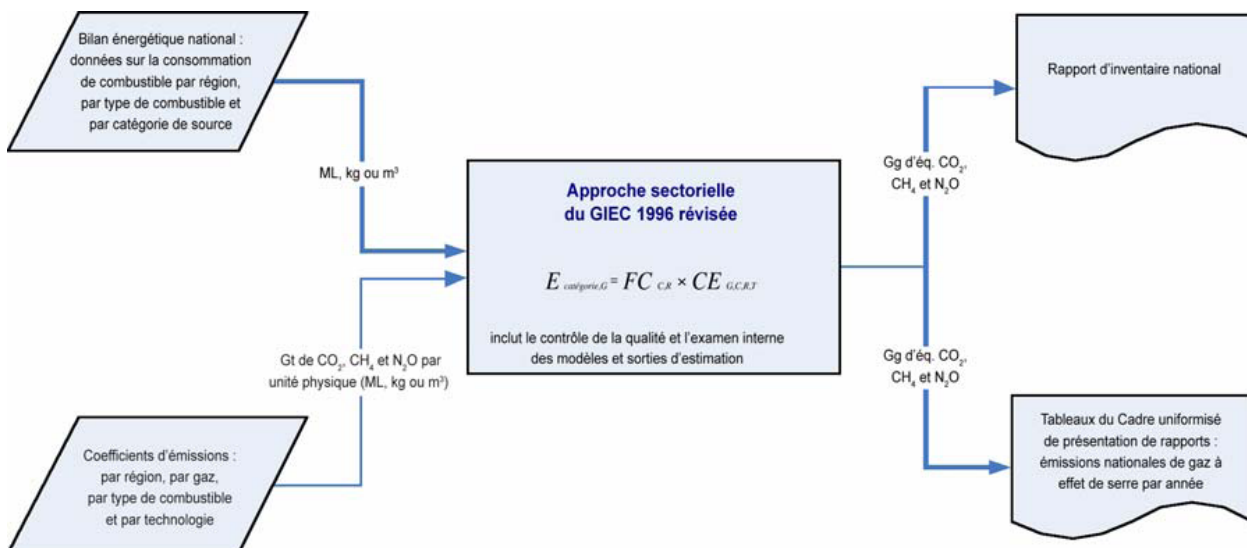 Bilan énergétique national :
données sur la consommation
de combustible par région,
par type de combustible et
par catégorie de source
ML, kg ou m³
Gt de CO₂, CH₄ et N₂O par
unité physique (ML, kg ou m³)
Coefficients d'émissions :
par région, par gaz,
par type de combustible
et par technologie
Approche sectorielle
du GIEC 1996 révisée
E catégorie,G = FC C,R × CE G,C,R,T
inclut le contrôle de la qualité et l'examen interne
des modèles et sorties d'estimation
Gg d'éq. CO₂,
CH₄ et N₂O
Rapport d'inventaire national
Gg d'éq. CO₂,
CH₄ et N₂O
Tableaux du Cadre uniformisé
de présentation de rapports :
émissions nationales de gaz à
effet de serre par année